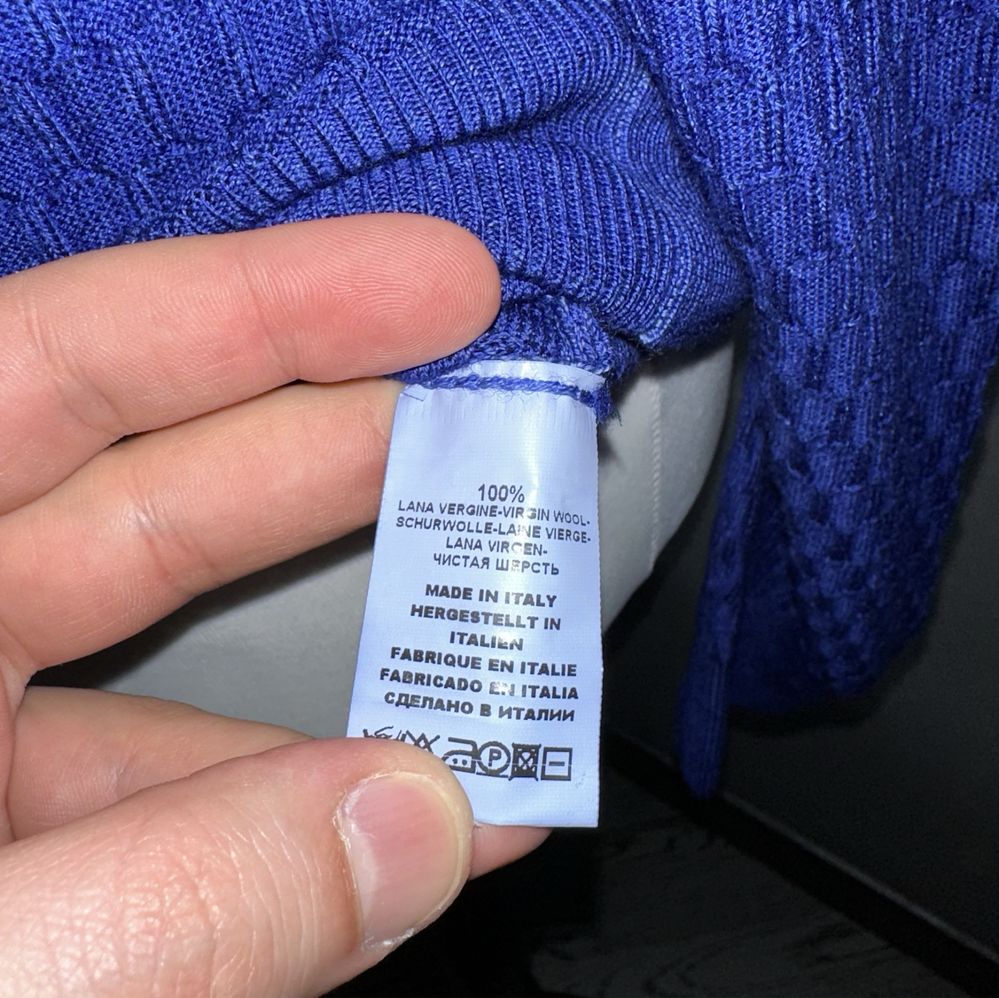 100%
LANA VERGINE-VIRGIN WOOL-
SCHURWOLLE-LAINE VIERGE-
LANA VIRGEN-
ЧИСТАЯ ШЕРСТЬ
MADE IN ITALY
HERGESTELLT IN
ITALIEN
FABRIQUE EN ITALIE
FABRICADO EN ITALIA
СДЕЛАНО В ИТАЛИИ
P